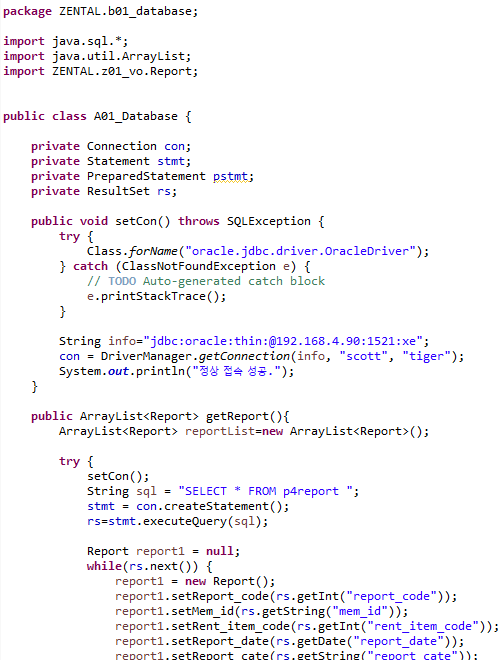 package ZENTAL.b01_database;
import java.sql.*;
import java.util.ArrayList;
import ZENTAL.z01_vo.Report;
public class A01_Database {
private Connection con;
private Statement stmt;
private PreparedStatement pstmt;
private ResultSet rs;
public void setCon() throws SQLException {
try {
Class.forName("oracle.jdbc.driver.OracleDriver");
} catch (ClassNotFoundException e) {
// TODO Auto-generated catch block
e.printStackTrace();
}
String info="jdbc:oracle:thin:@192.168.4.90:1521:xe";
con = DriverManager.getConnection(info, "scott", "tiger");
System.out.println("정상 접속 성공.");
}
public ArrayList<Report> getReport(){
ArrayList<Report> reportList=new ArrayList<Report>();
try {
setCon();
String sql = "SELECT * FROM p4report ";
stmt = con.createStatement();
rs=stmt.executeQuery(sql);
Report report1 = null;
while(rs.next()) {
report1 = new Report();
report1.setReport_code(rs.getInt("report_code"));
report1.setMem_id(rs.getString("mem_id"));
report1.setRent_item_code(rs.getInt("rent_item_code"));
report1.setReport_date(rs.getDate("report_date"));
report1.setReport_cate(rs.getString("report_cate"));